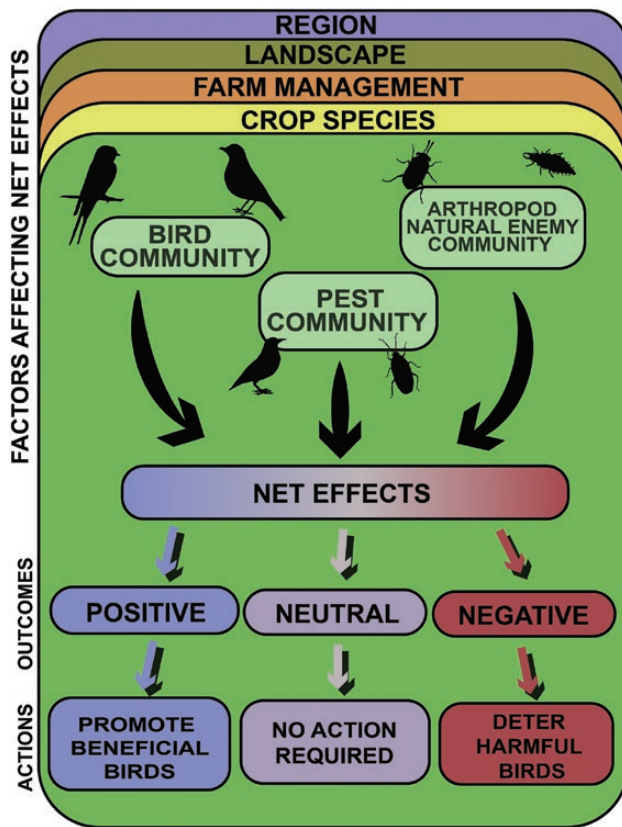 REGION
LANDSCAPE
FARM MANAGEMENT
CROP SPECIES
FACTORS AFFECTING NET EFFECTS
BIRD
COMMUNITY
ARTHROPOD
NATURAL ENEMY
COMMUNITY
PEST
COMMUNITY
NET EFFECTS
OUTCOMES
POSITIVE
NEUTRAL
NEGATIVE
ACTIONS
PROMOTE
BENEFICIAL
BIRDS
NO ACTION
REQUIRED
DETER
HARMFUL
BIRDS